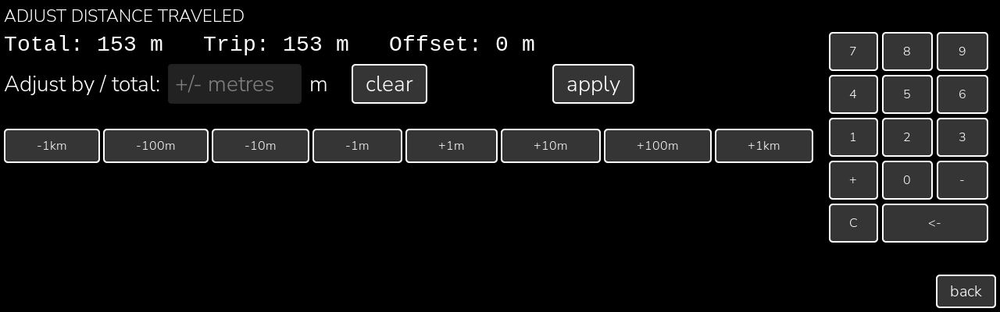 ADJUST DISTANCE TRAVELED
Total: 153 m   Trip: 153 m   Offset: 0 m
Adjust by / total: +/- metres m clear apply
-1km -100m -10m -1m +1m +10m +100m +1km
7 8 9
4 5 6
1 2 3
+ 0 -
C <-
back